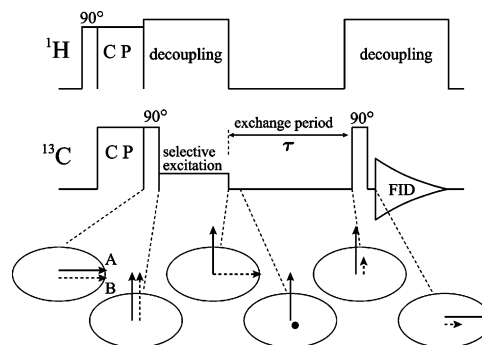 90°
¹H
C P
decoupling
decoupling
90°
exchange period
90°
τ
¹³C
C P
selective
excitation
FID
A
B